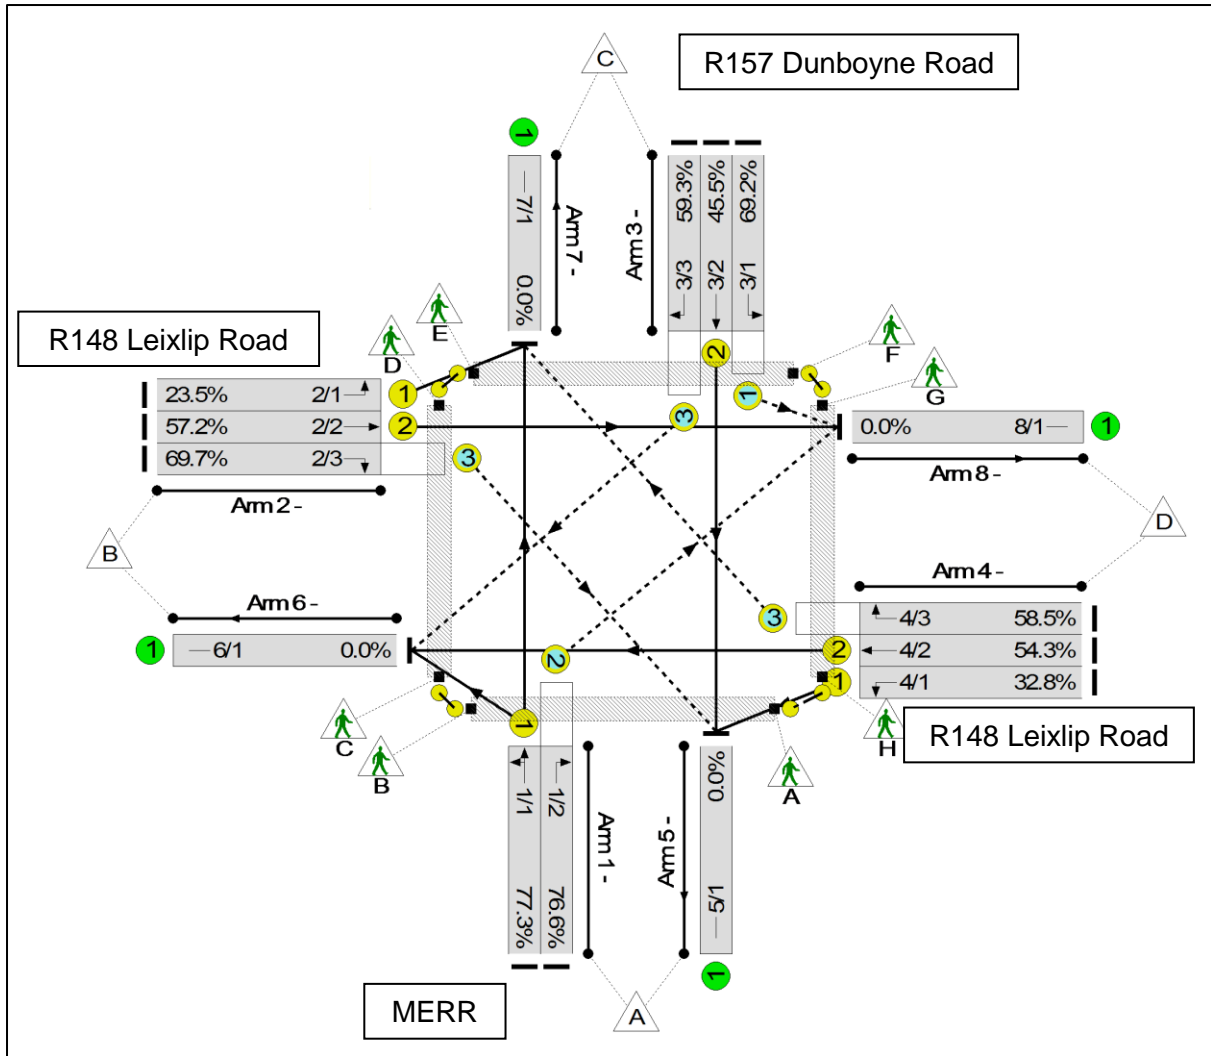 C
R157 Dunboyne Road
1
7/1
0.0%
Arm 7 -
Arm 3 -
59.3% 3/3
45.5% 3/2
69.2% 3/1
E
D
F
G
R148 Leixlip Road
23.5% 2/1
57.2% 2/2
69.7% 2/3
1
2
3
2
1
3
0.0% 8/1
1
Arm 2 -
Arm 8 -
B
D
Arm 6 -
Arm 4 -
1
6/1 0.0%
3
2
1
4/3 58.5%
4/2 54.3%
4/1 32.8%
2
1
C
B
A
H
R148 Leixlip Road
1/1 77.3%
1/2 76.6%
Arm 1 -
Arm 5 -
0.0%
5/1
1
MERR
A